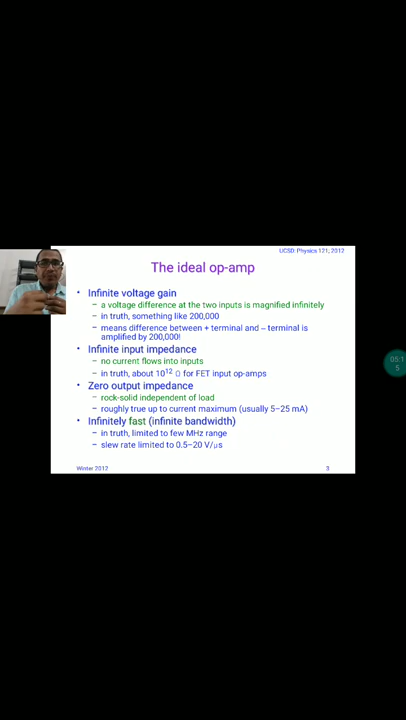 UCSD: Physics 121; 2012
The ideal op-amp
• Infinite voltage gain
– a voltage difference at the two inputs is magnified infinitely
– in truth, something like 200,000
– means difference between + terminal and – terminal is
amplified by 200,000!
• Infinite input impedance
– no current flows into inputs
– in truth, about 10¹² Ω for FET input op-amps
• Zero output impedance
– rock-solid independent of load
– roughly true up to current maximum (usually 5–25 mA)
• Infinitely fast (infinite bandwidth)
– in truth, limited to few MHz range
– slew rate limited to 0.5–20 V/μs
Winter 2012
3
05:1
5